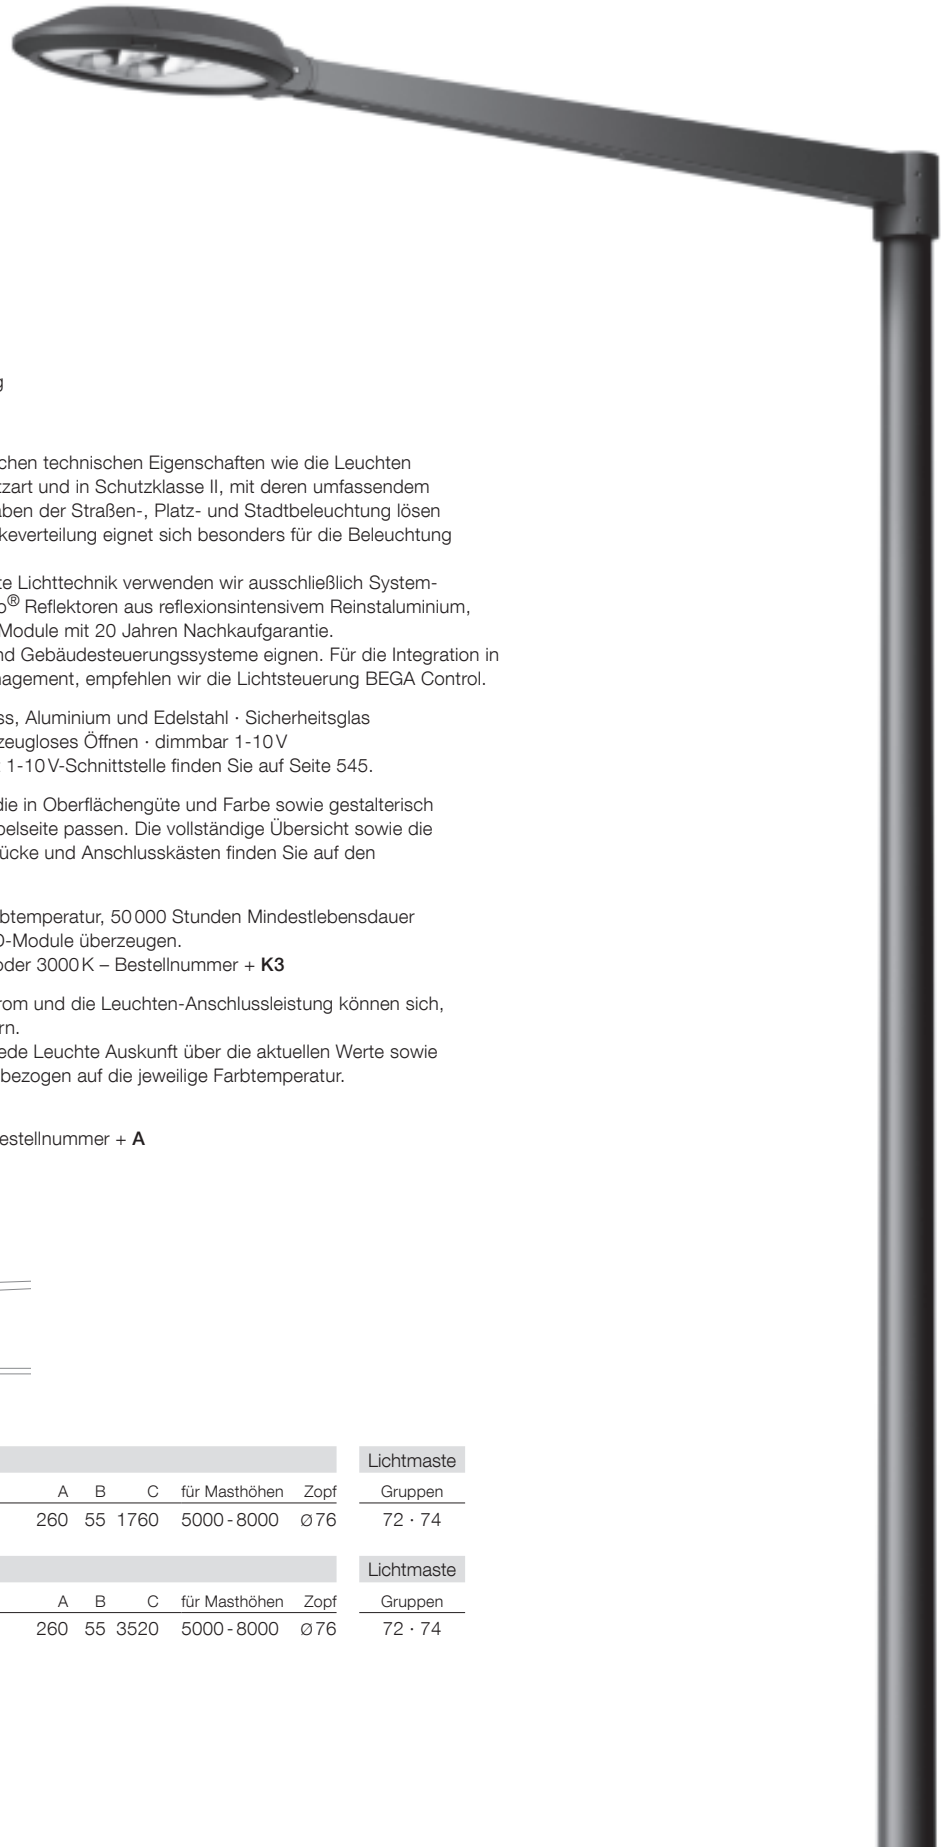 g
chen technischen Eigenschaften wie die Leuchten
tzart und in Schutzklasse II, mit deren umfassendem
aben der Straßen-, Platz- und Stadtbeleuchtung lösen
keverteilung eignet sich besonders für die Beleuchtung
te Lichttechnik verwenden wir ausschließlich System-
o® Reflektoren aus reflexionsintensivem Reinstaluminium,
Module mit 20 Jahren Nachkaufgarantie.
nd Gebäudesteuerungssysteme eignen. Für die Integration in
nagement, empfehlen wir die Lichtsteuerung BEGA Control.
ss, Aluminium und Edelstahl · Sicherheitsglas
zeugloses Öffnen · dimmbar 1-10 V
t 1-10 V-Schnittstelle finden Sie auf Seite 545.
die in Oberflächengüte und Farbe sowie gestalterisch
pelseite passen. Die vollständige Übersicht sowie die
ücke und Anschlusskästen finden Sie auf den
btemperatur, 50 000 Stunden Mindestlebensdauer
D-Module überzeugen.
oder 3000 K – Bestellnummer + K3
rom und die Leuchten-Anschlussleistung können sich,
rn.
ede Leuchte Auskunft über die aktuellen Werte sowie
bezogen auf die jeweilige Farbtemperatur.
estellnummer + A
Lichtmaste
A B C für Masthöhen Zopf Gruppen
260 55 1760 5000 - 8000 Ø 76 72 · 74
Lichtmaste
A B C für Masthöhen Zopf Gruppen
260 55 3520 5000 - 8000 Ø 76 72 · 74